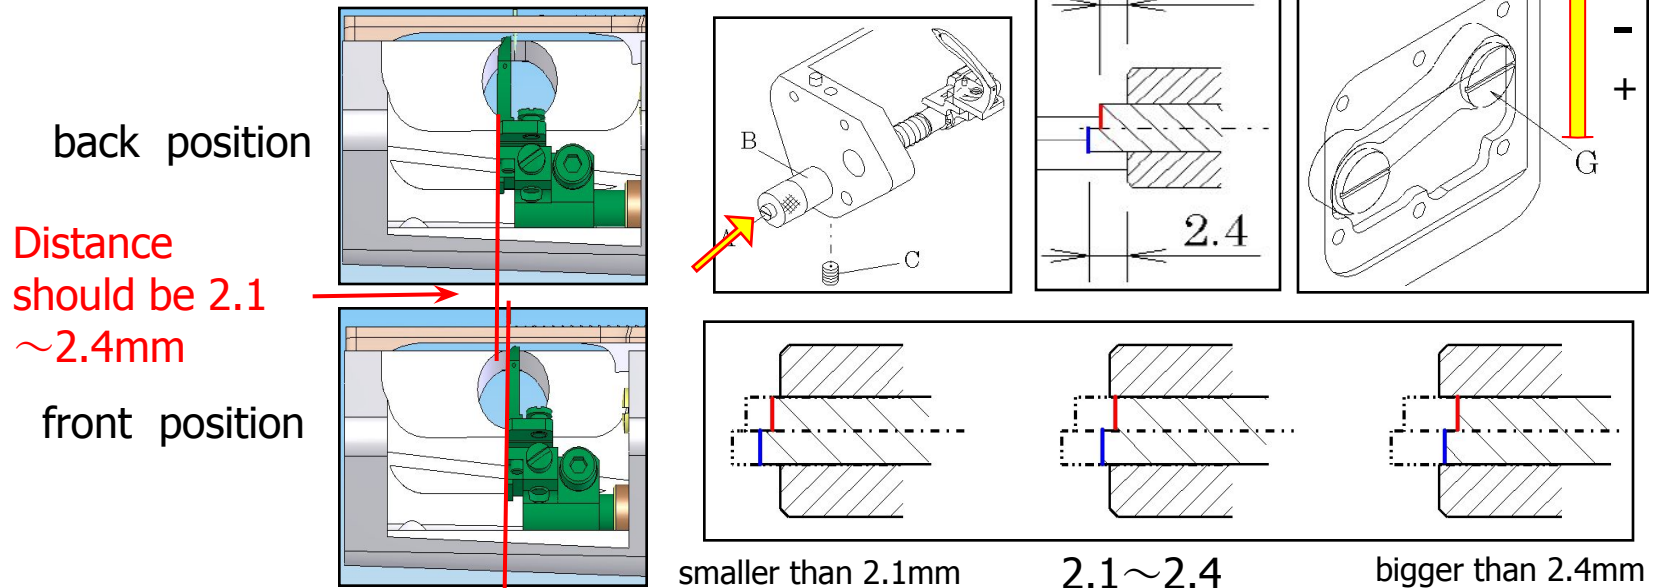 back position
Distance
should be 2.1
～2.4mm
front position
B
A
C
2.4
-
+
G
smaller than 2.1mm
2.1～2.4
bigger than 2.4mm